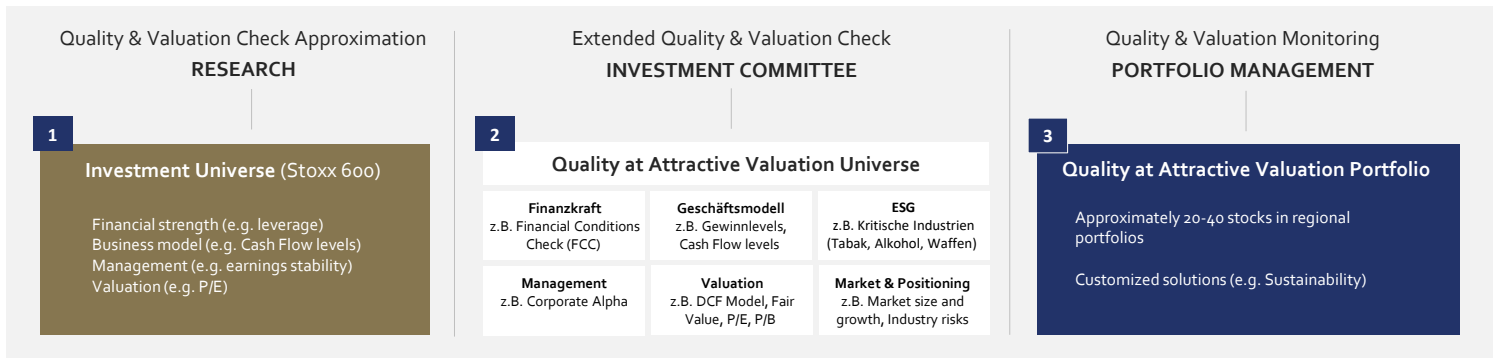 Quality & Valuation Check Approximation
RESEARCH
1
Investment Universe (Stoxx 600)
Financial strength (e.g. leverage)
Business model (e.g. Cash Flow levels)
Management (e.g. earnings stability)
Valuation (e.g. P/E)
Extended Quality & Valuation Check
INVESTMENT COMMITTEE
2
Quality at Attractive Valuation Universe
Finanzkraft
z.B. Financial Conditions
Check (FCC)
Geschäftsmodell
z.B. Gewinnlevels,
Cash Flow levels
ESG
z.B. Kritische Industrien
(Tabak, Alkohol, Waffen)
Management
z.B. Corporate Alpha
Valuation
z.B. DCF Model, Fair
Value, P/E, P/B
Market & Positioning
z.B. Market size and
growth, Industry risks
Quality & Valuation Monitoring
PORTFOLIO MANAGEMENT
3
Quality at Attractive Valuation Portfolio
Approximately 20-40 stocks in regional
portfolios
Customized solutions (e.g. Sustainability)